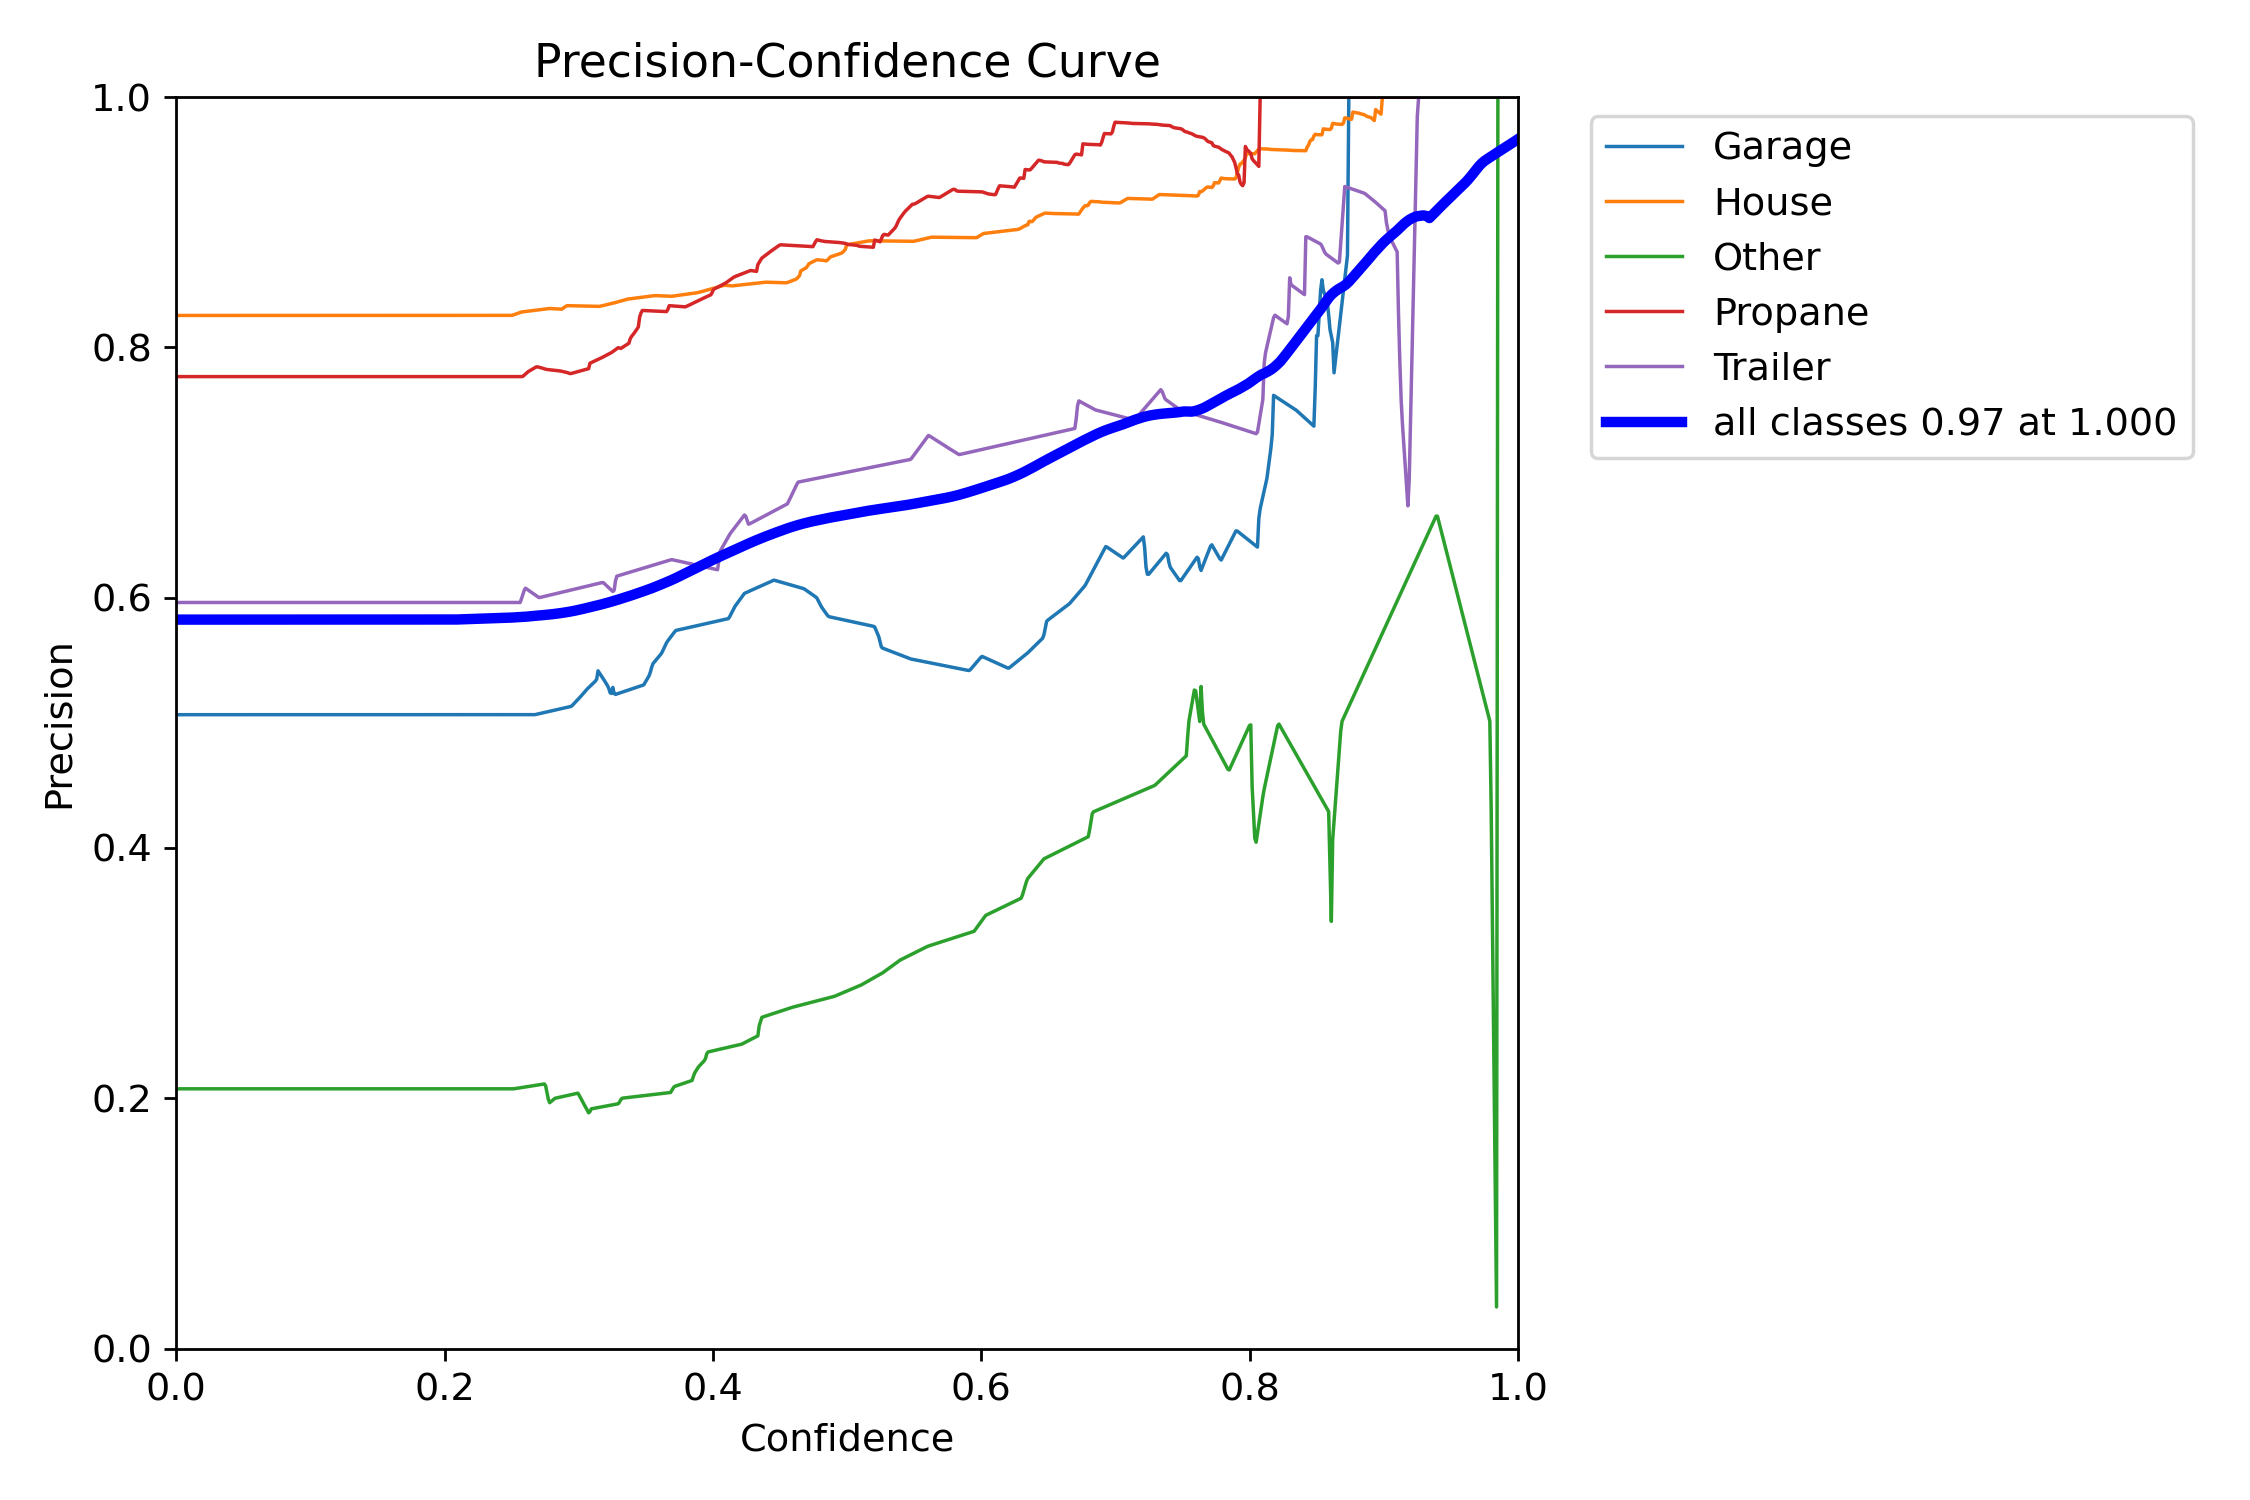 Precision-Confidence Curve
1.0
0.8
0.6
0.4
0.2
0.0
Precision
0.0 0.2 0.4 0.6 0.8 1.0
Confidence
Garage
House
Other
Propane
Trailer
all classes 0.97 at 1.000